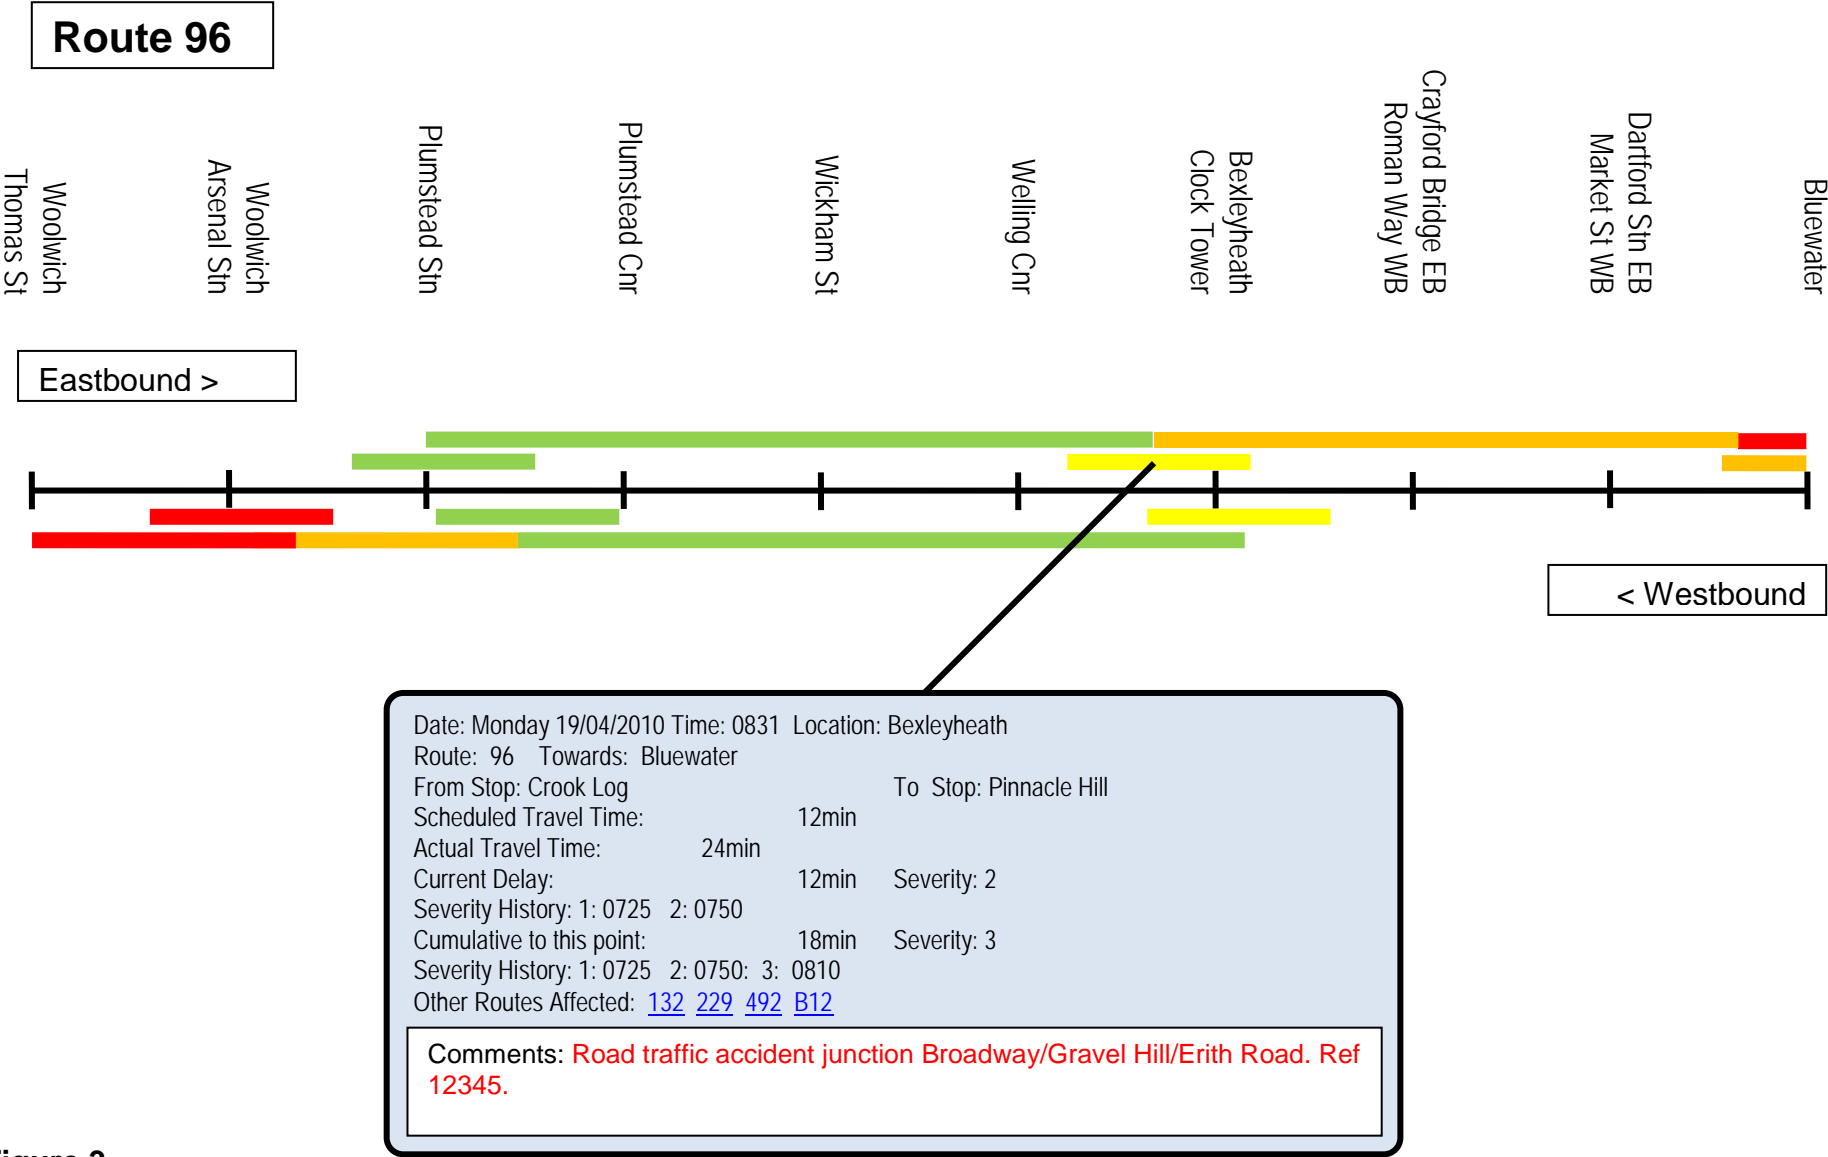 Route 96
Woolwich
Thomas St
Woolwich
Arsenal Stn
Plumstead Stn
Plumstead Cnr
Wickham St
Welling Cnr
Bexleyheath
Clock Tower
Crayford Bridge EB
Roman Way WB
Dartford Stn EB
Market St WB
Bluewater
Eastbound >
< Westbound
Date: Monday 19/04/2010 Time: 0831 Location: Bexleyheath
Route: 96 Towards: Bluewater
From Stop: Crook Log To Stop: Pinnacle Hill
Scheduled Travel Time: 12min
Actual Travel Time: 24min
Current Delay: 12min Severity: 2
Severity History: 1: 0725 2: 0750
Cumulative to this point: 18min Severity: 3
Severity History: 1: 0725 2: 0750: 3: 0810
Other Routes Affected: 132 229 492 B12
Comments: Road traffic accident junction Broadway/Gravel Hill/Erith Road. Ref
12345.